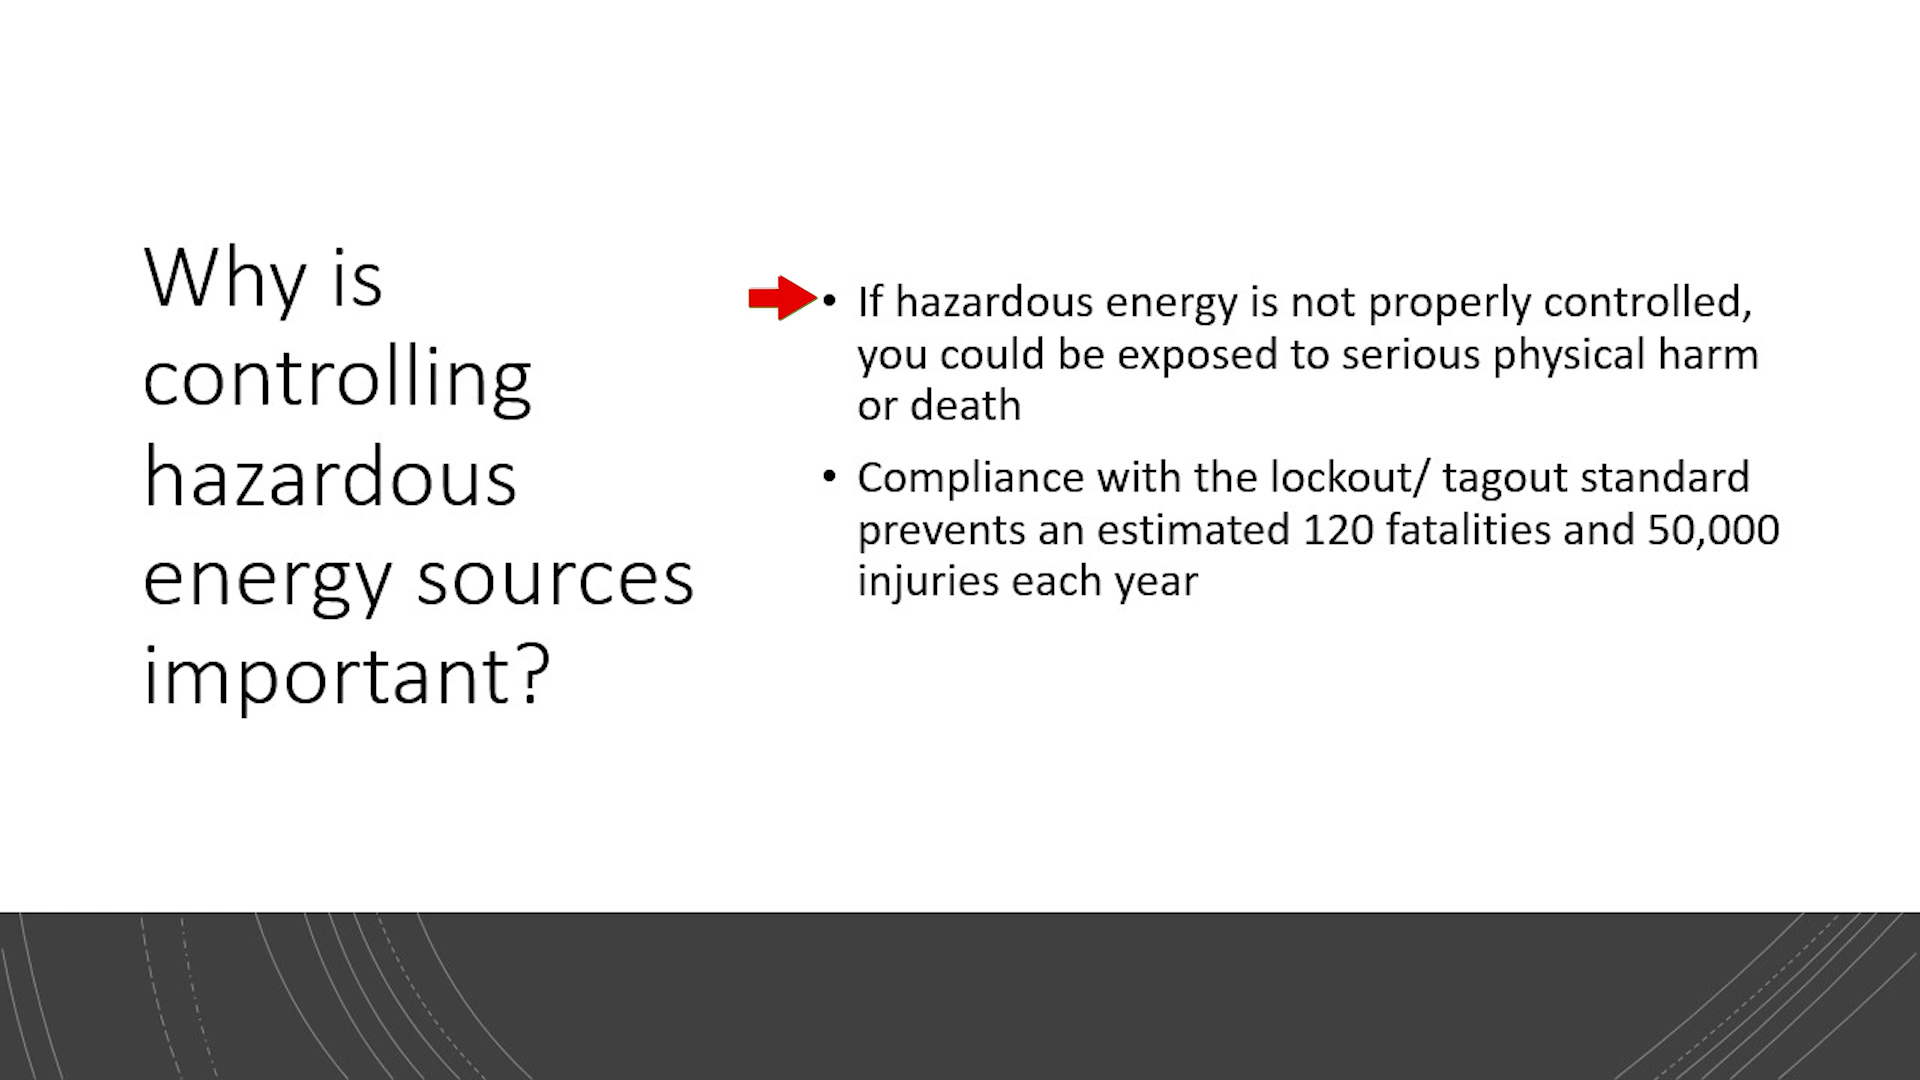 Why is
controlling
hazardous
energy sources
important?
• If hazardous energy is not properly controlled,
you could be exposed to serious physical harm
or death
• Compliance with the lockout/ tagout standard
prevents an estimated 120 fatalities and 50,000
injuries each year